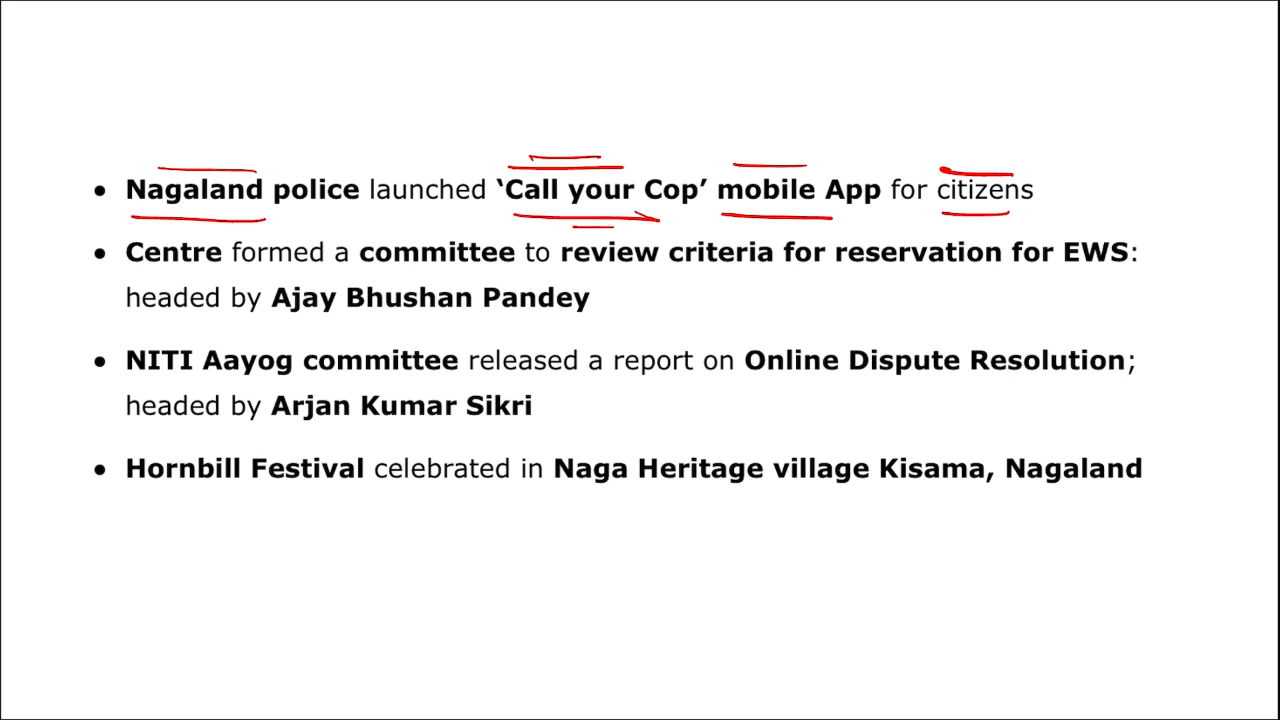 • Nagaland police launched ‘Call your Cop’ mobile App for citizens
• Centre formed a committee to review criteria for reservation for EWS:
headed by Ajay Bhushan Pandey
• NITI Aayog committee released a report on Online Dispute Resolution;
headed by Arjan Kumar Sikri
• Hornbill Festival celebrated in Naga Heritage village Kisama, Nagaland